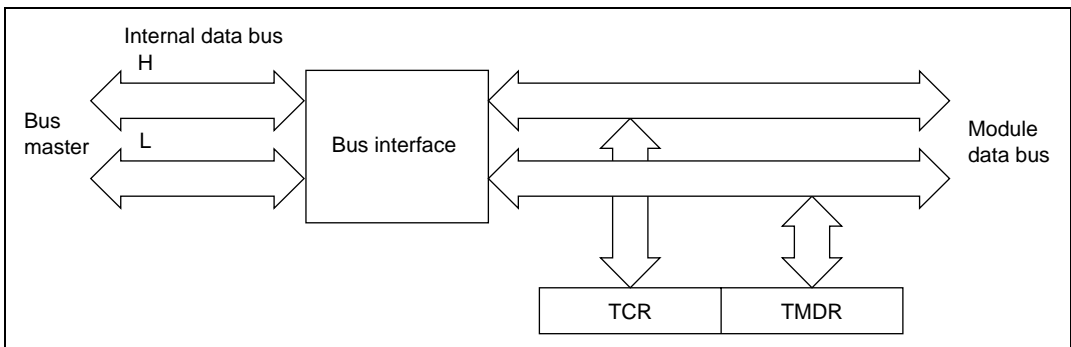 Internal data bus
H
Bus
master
L
Bus interface
Module
data bus
TCR
TMDR